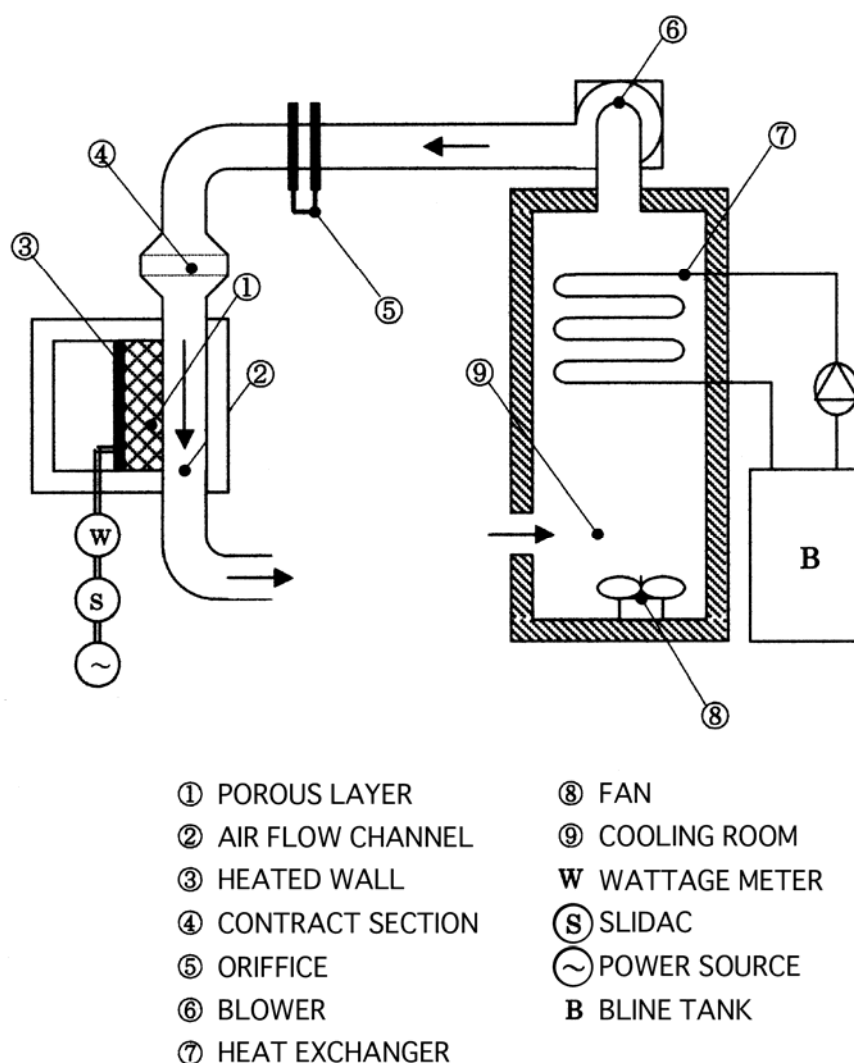 ⑥
⑦
④
③
①
⑤
②
⑨
W
B
S
~
⑧
① POROUS LAYER
② AIR FLOW CHANNEL
③ HEATED WALL
④ CONTRACT SECTION
⑤ ORIFFICE
⑥ BLOWER
⑦ HEAT EXCHANGER
⑧ FAN
⑨ COOLING ROOM
W WATTAGE METER
Ⓢ SLIDAC
~ POWER SOURCE
B BLINE TANK